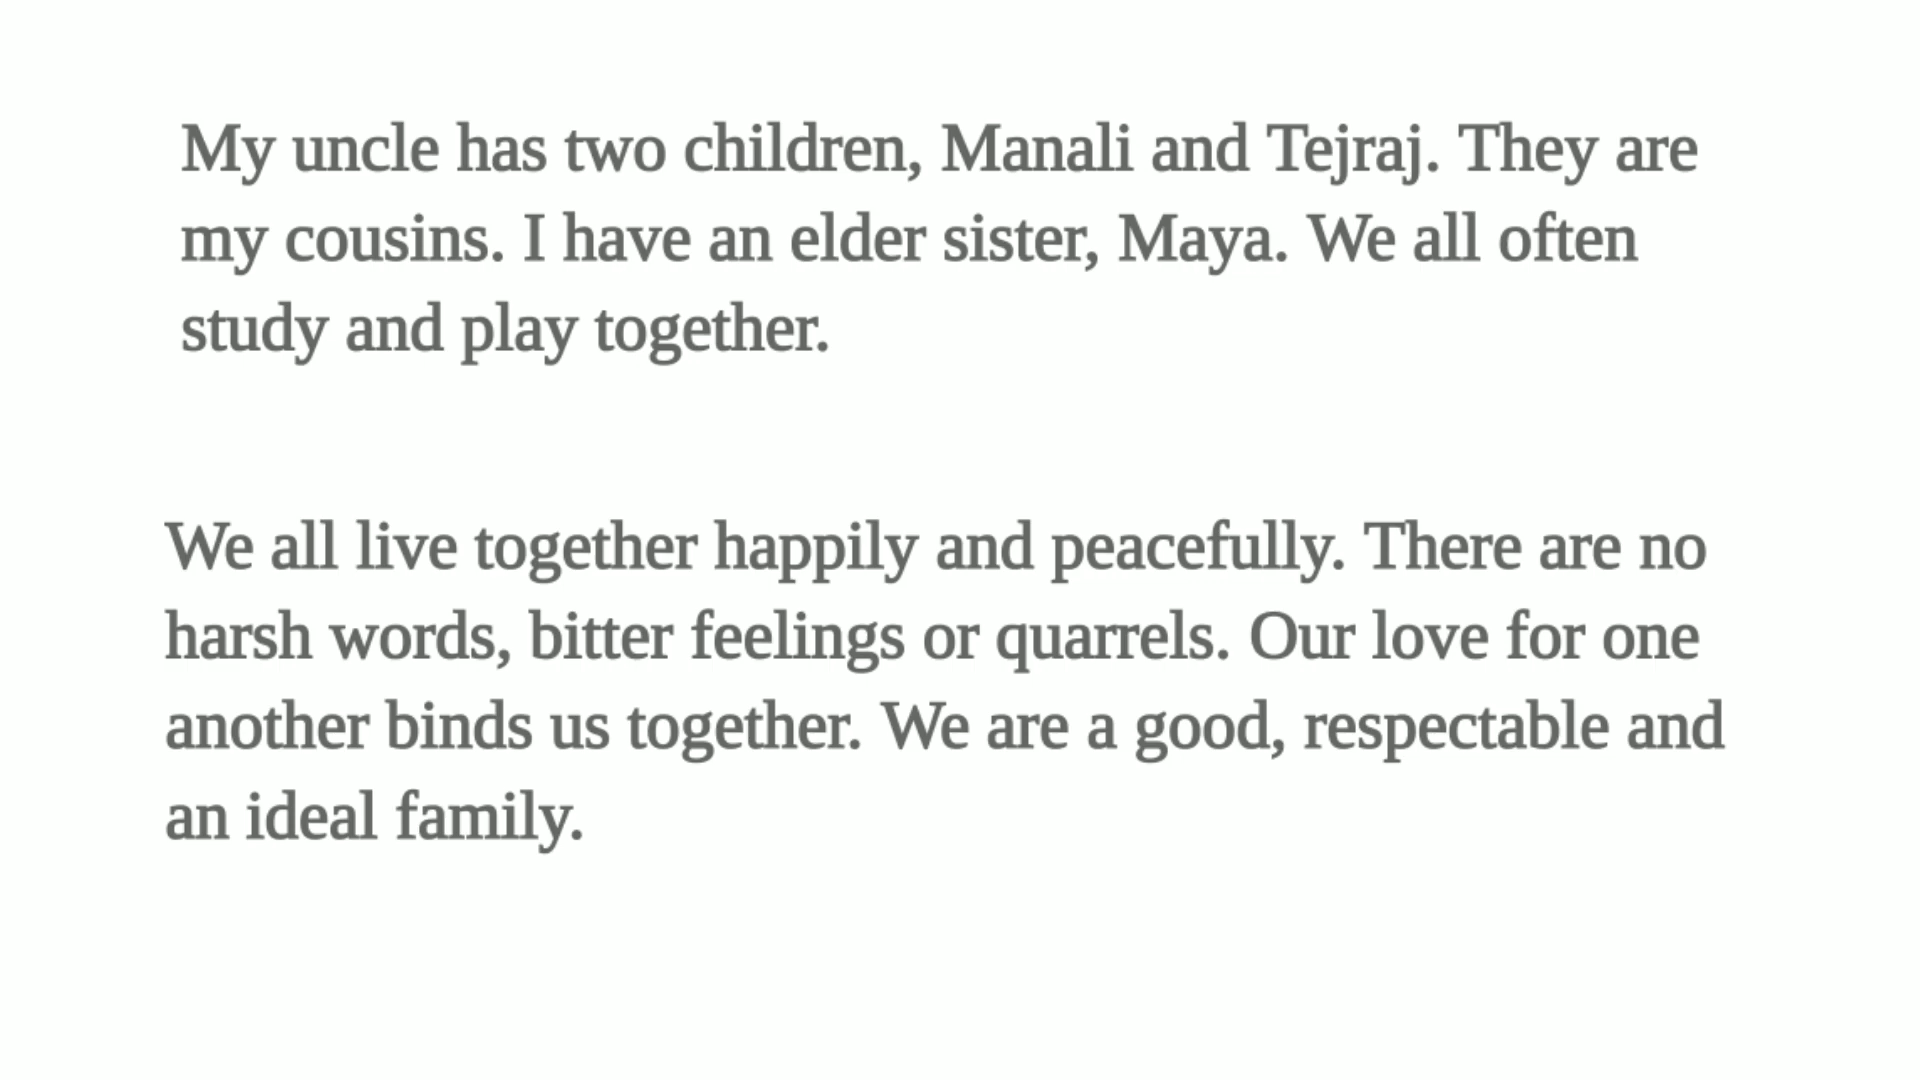 My uncle has two children, Manali and Tejraj. They are
my cousins. I have an elder sister, Maya. We all often
study and play together.
We all live together happily and peacefully. There are no
harsh words, bitter feelings or quarrels. Our love for one
another binds us together. We are a good, respectable and
an ideal family.